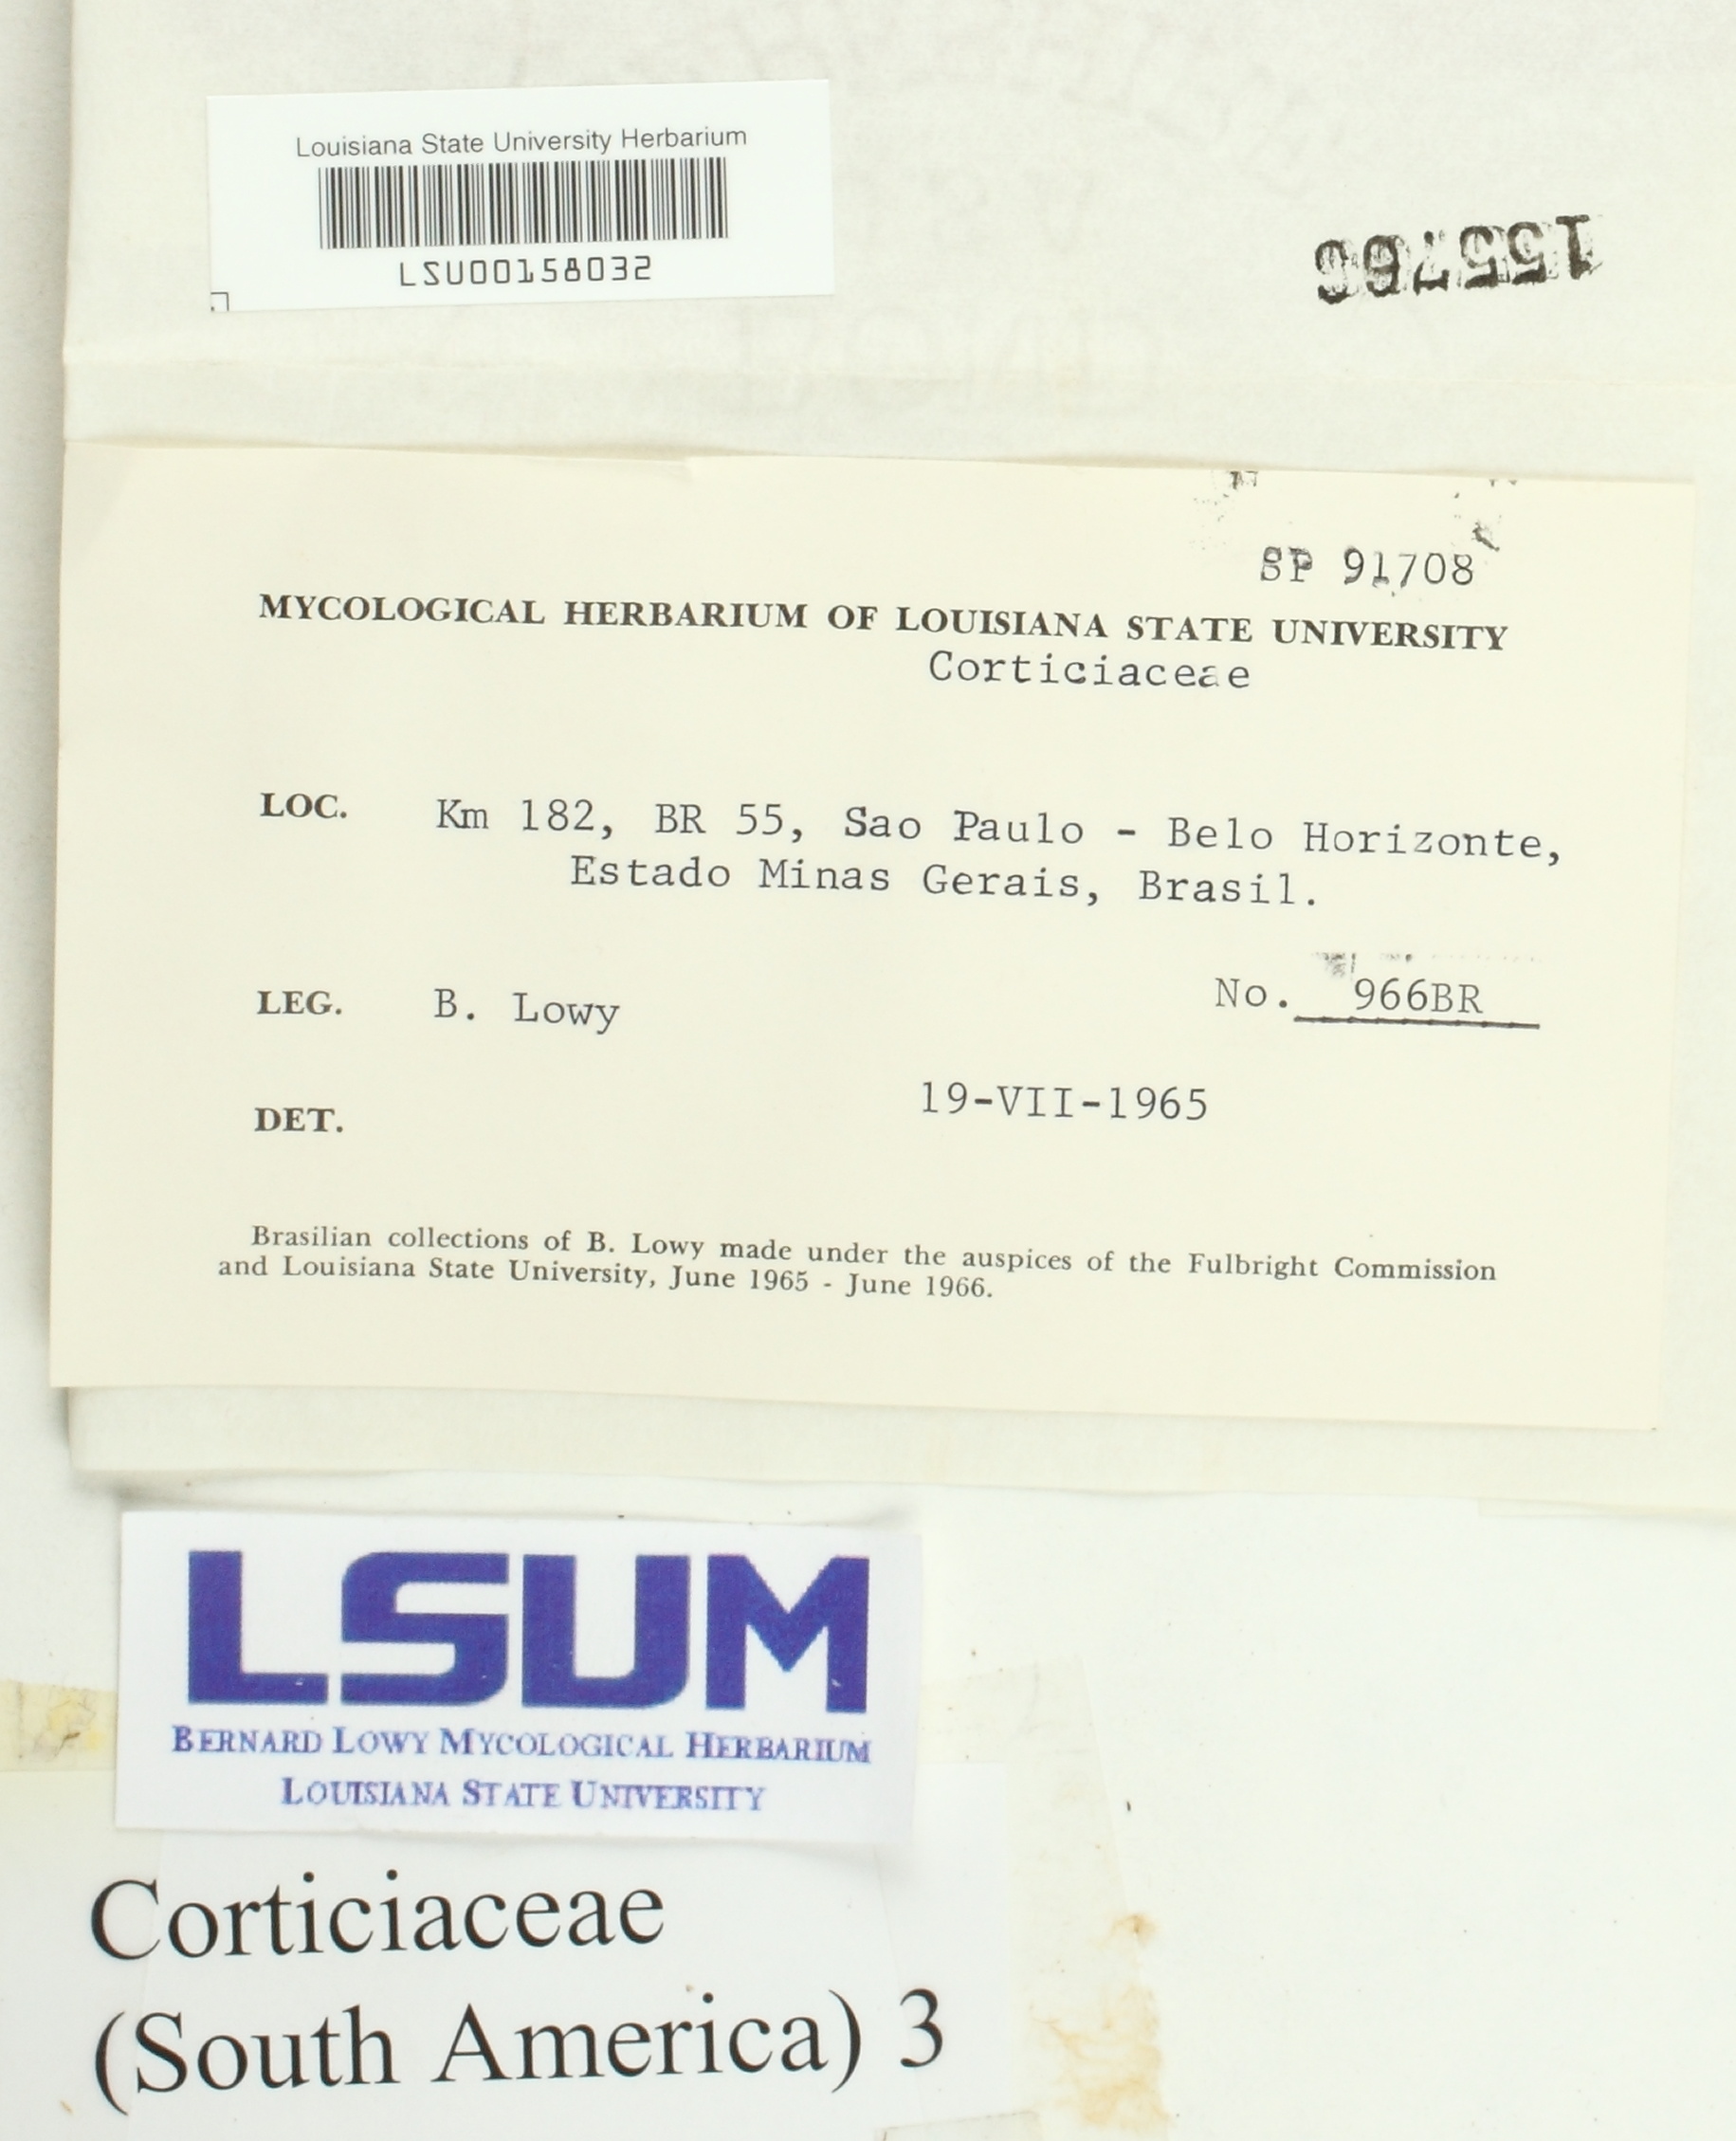 Louisiana State University Herbarium
LSU00158032
155766
SP 91708
MYCOLOGICAL HERBARIUM OF LOUISIANA STATE UNIVERSITY
Corticiaceae
LOC. Km 182, BR 55, Sao Paulo - Belo Horizonte,
Estado Minas Gerais, Brasil.
LEG. B. Lowy No. 966BR
19-VII-1965
DET.
Brasilian collections of B. Lowy made under the auspices of the Fulbright Commission
and Louisiana State University, June 1965 - June 1966.
LSUM
BERNARD LOWY MYCOLOGICAL HERBARIUM
LOUISIANA STATE UNIVERSITY
Corticiaceae
(South America) 3